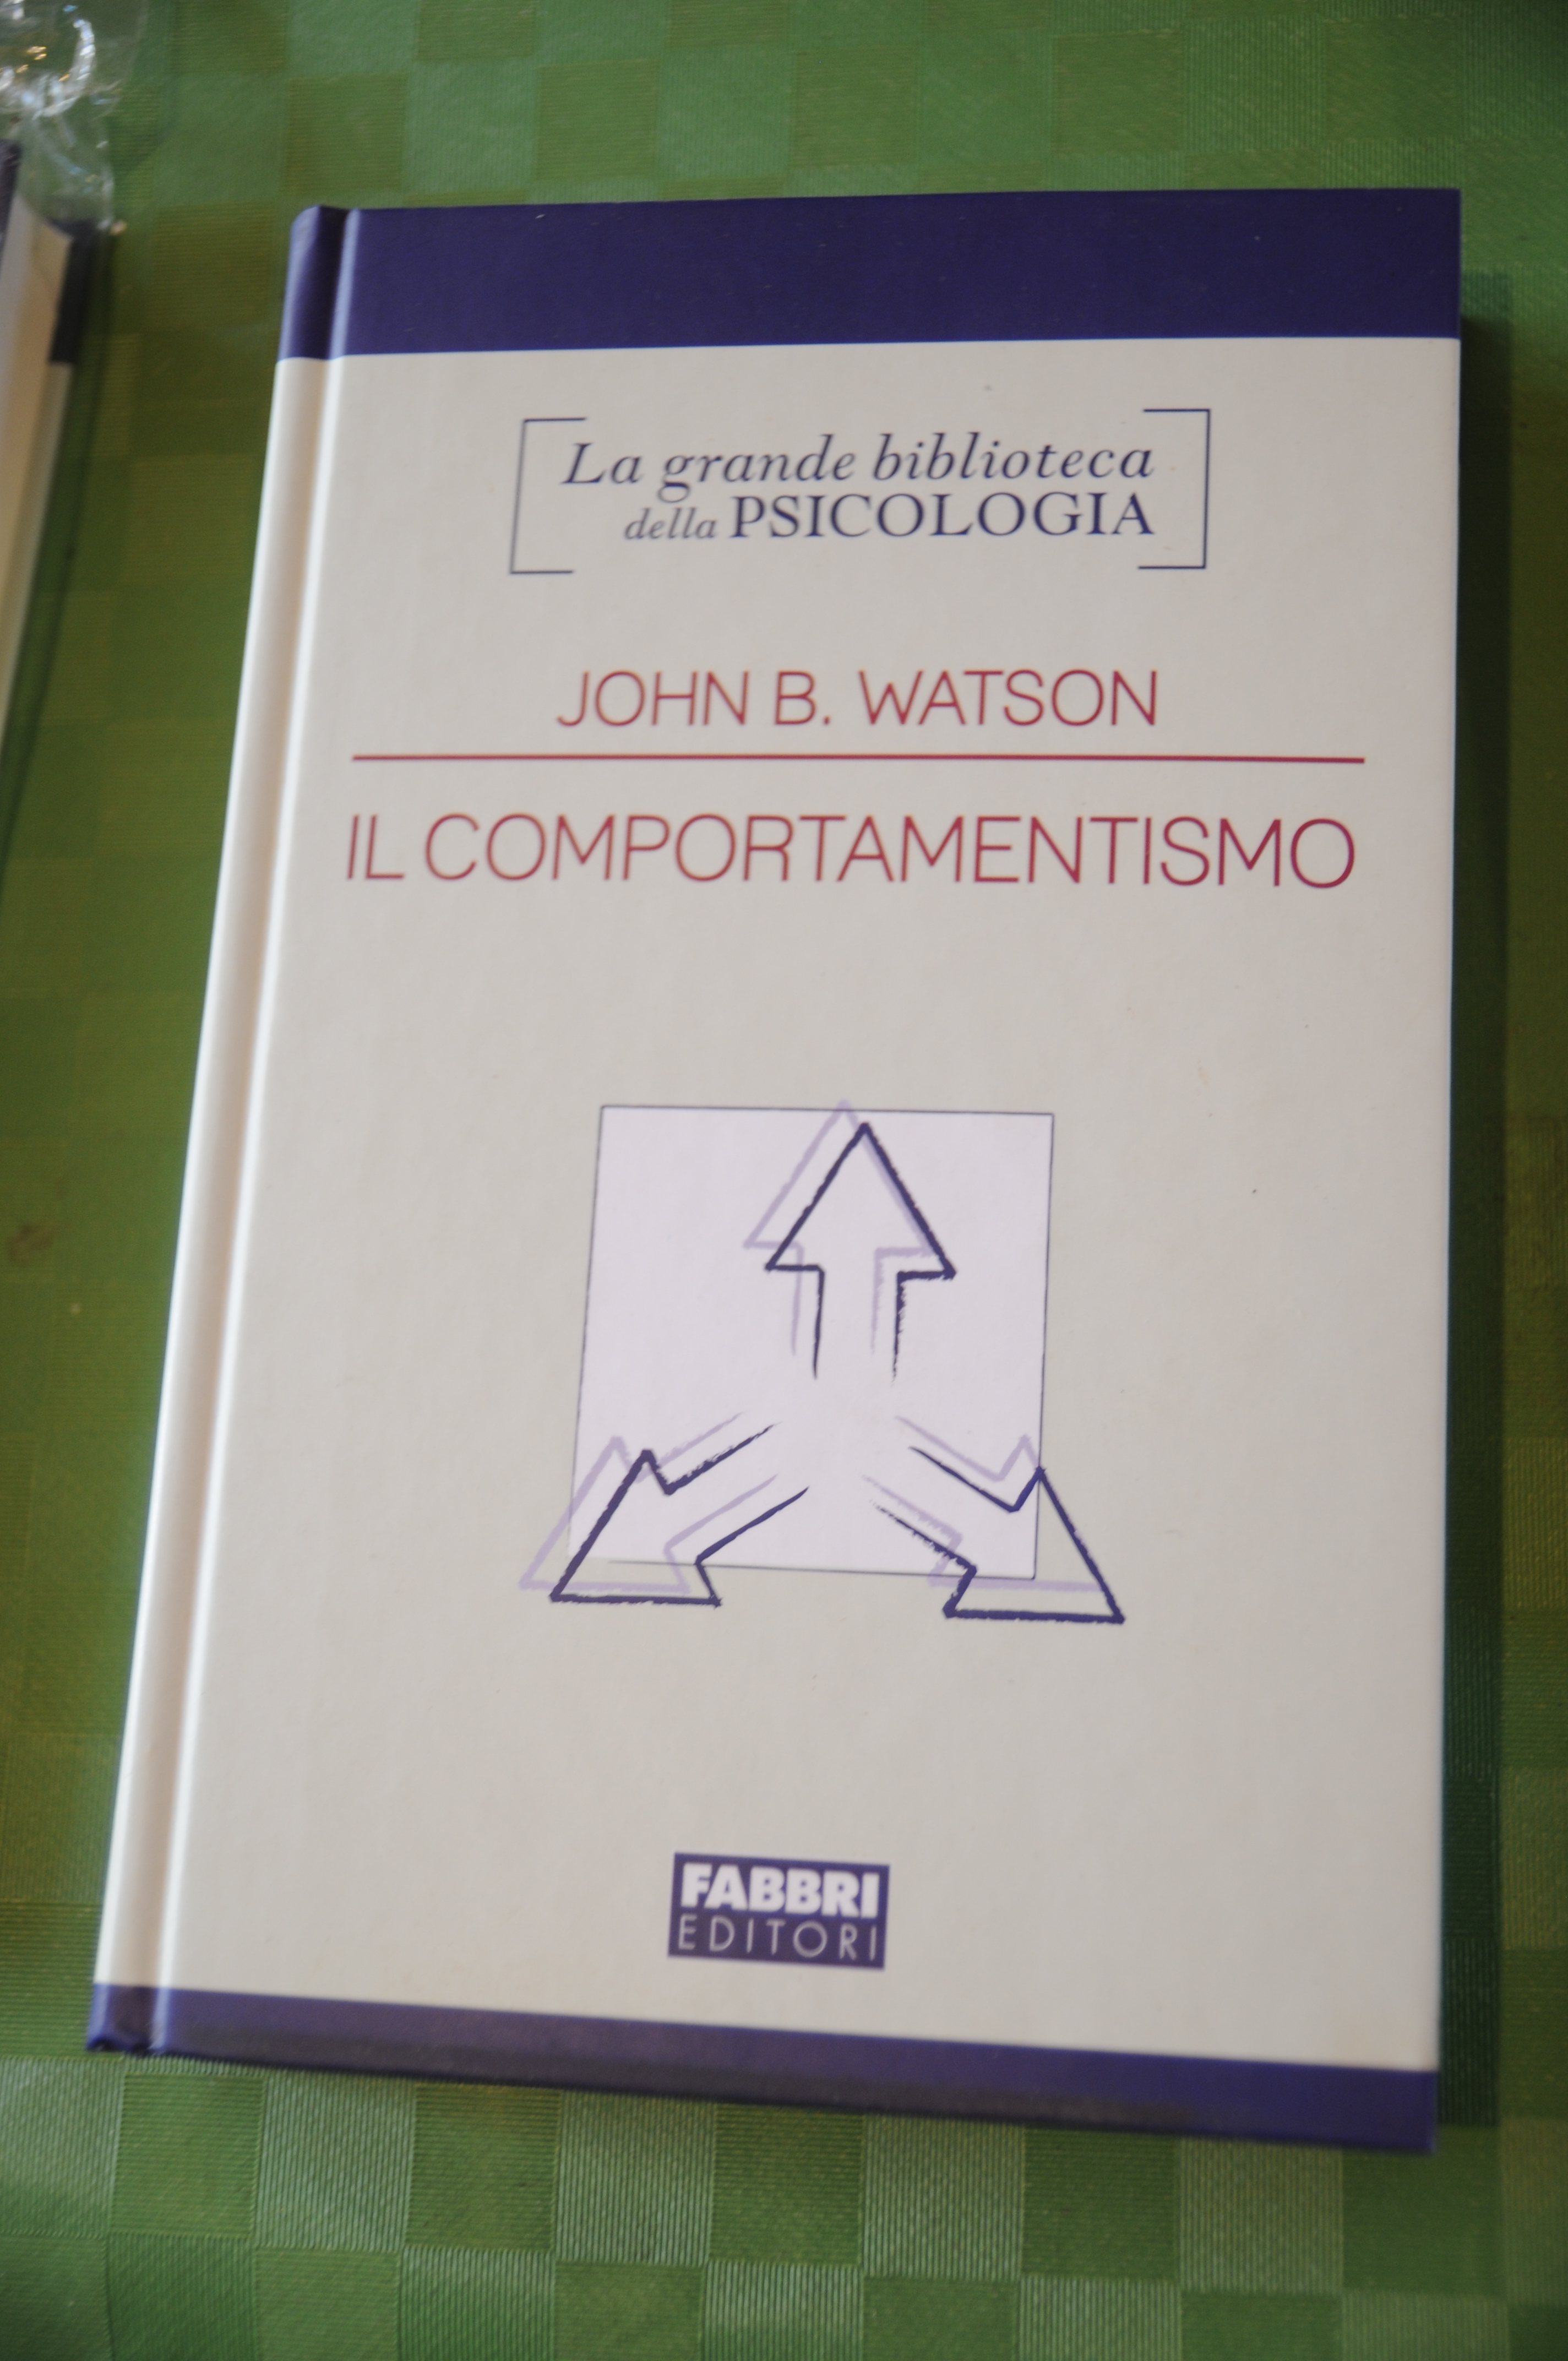 La grande biblioteca
della PSICOLOGIA
JOHN B. WATSON
IL COMPORTAMENTISMO
FABBRI
EDITORI